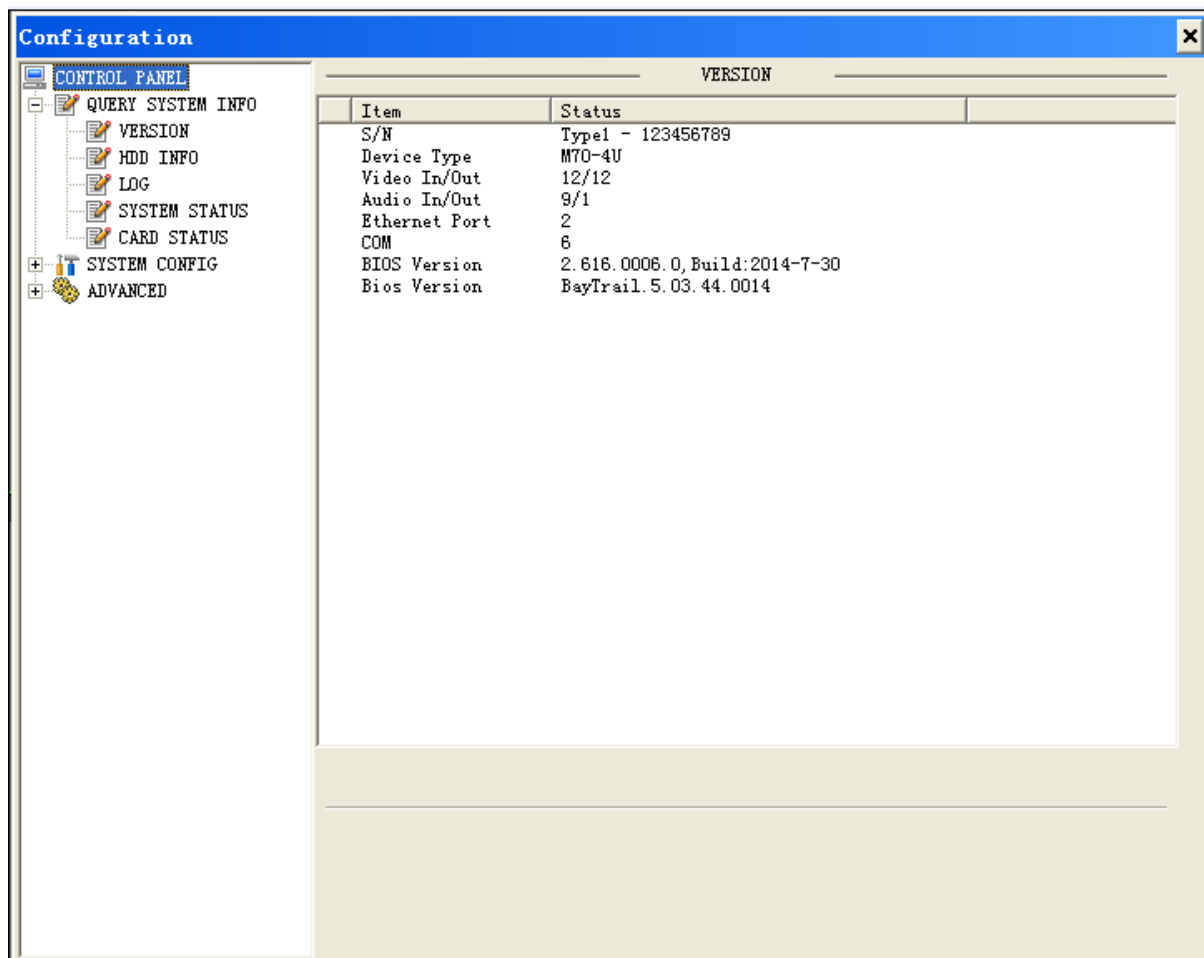 Configuration
CONTROL PANEL
QUERY SYSTEM INFO
VERSION
HDD INFO
LOG
SYSTEM STATUS
CARD STATUS
SYSTEM CONFIG
ADVANCED
VERSION
Item Status
S/N Type1 - 123456789
Device Type M70-4U
Video In/Out 12/12
Audio In/Out 9/1
Ethernet Port 2
COM 6
BIOS Version 2.616.0006.0,Build:2014-7-30
Bios Version BayTrail.5.03.44.0014